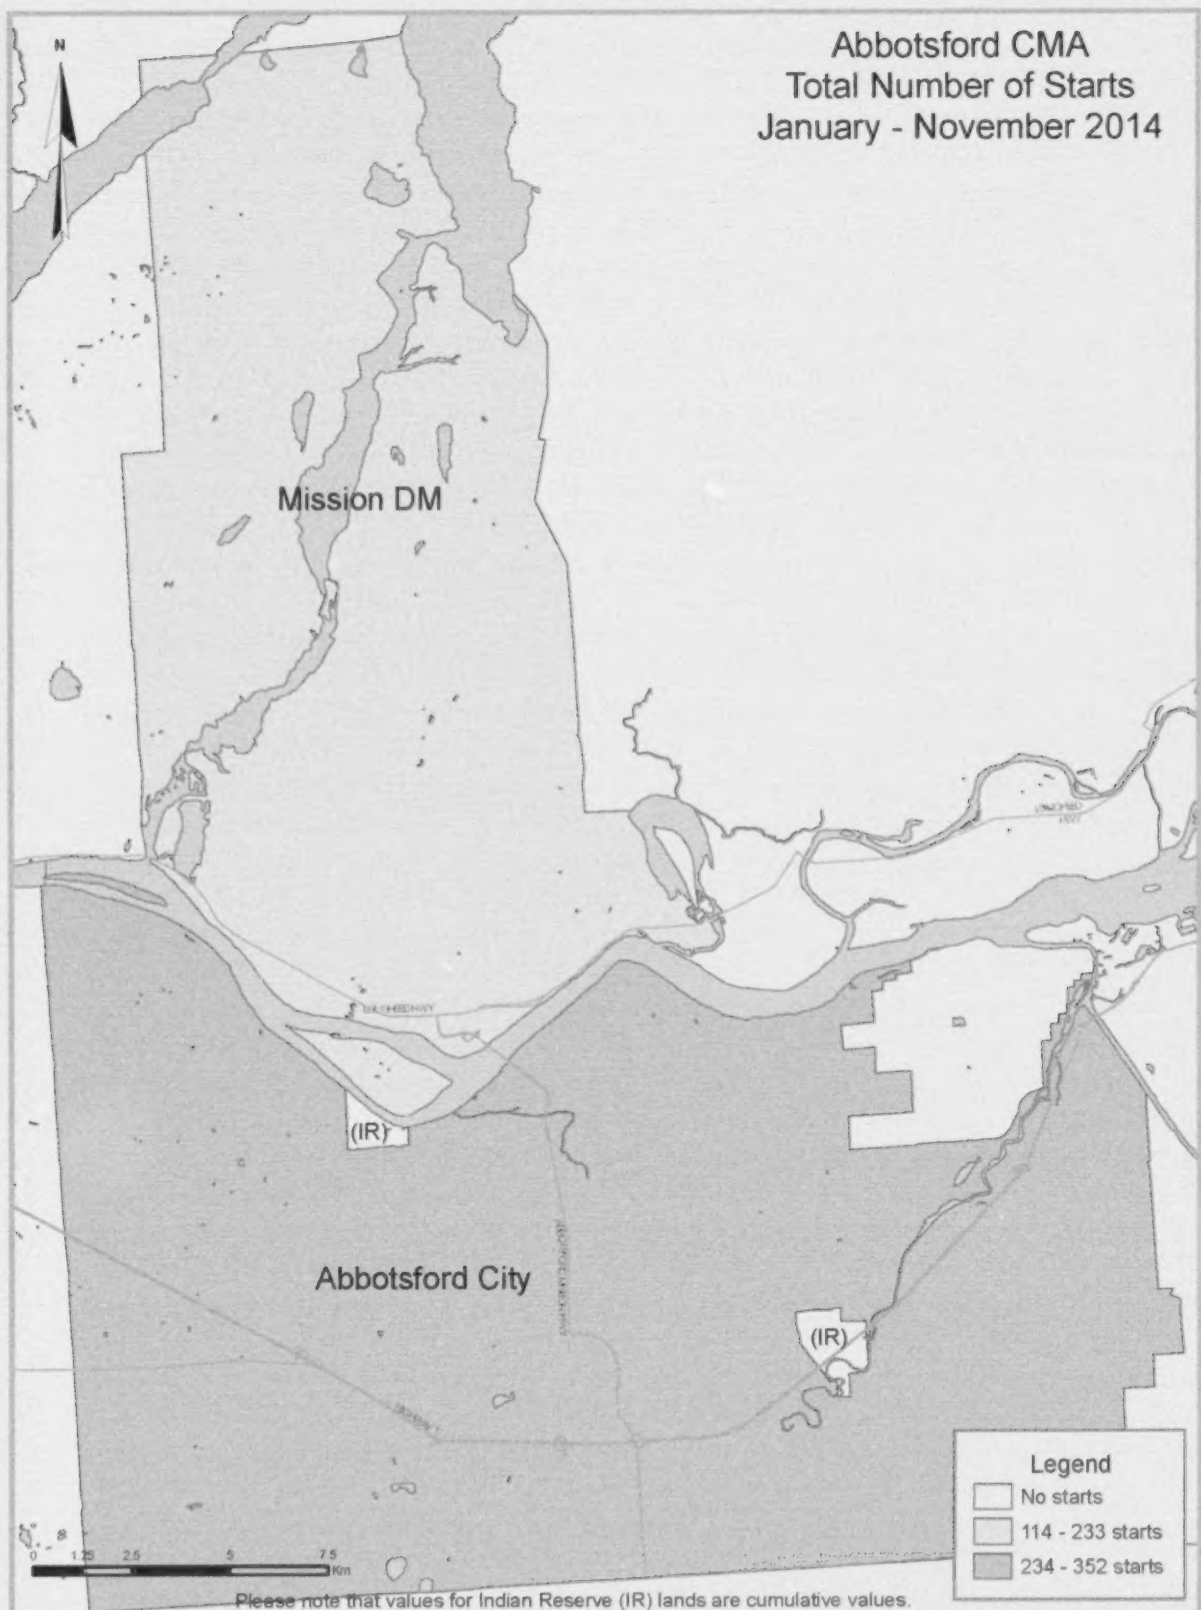 Abbotsford CMA
Total Number of Starts
January - November 2014
N
Mission DM
(IR)
Abbotsford City
(IR)
Legend
No starts
114 - 233 starts
234 - 352 starts
0 1.25 2.5 5 7.5
Km
Please note that values for Indian Reserve (IR) lands are cumulative values.